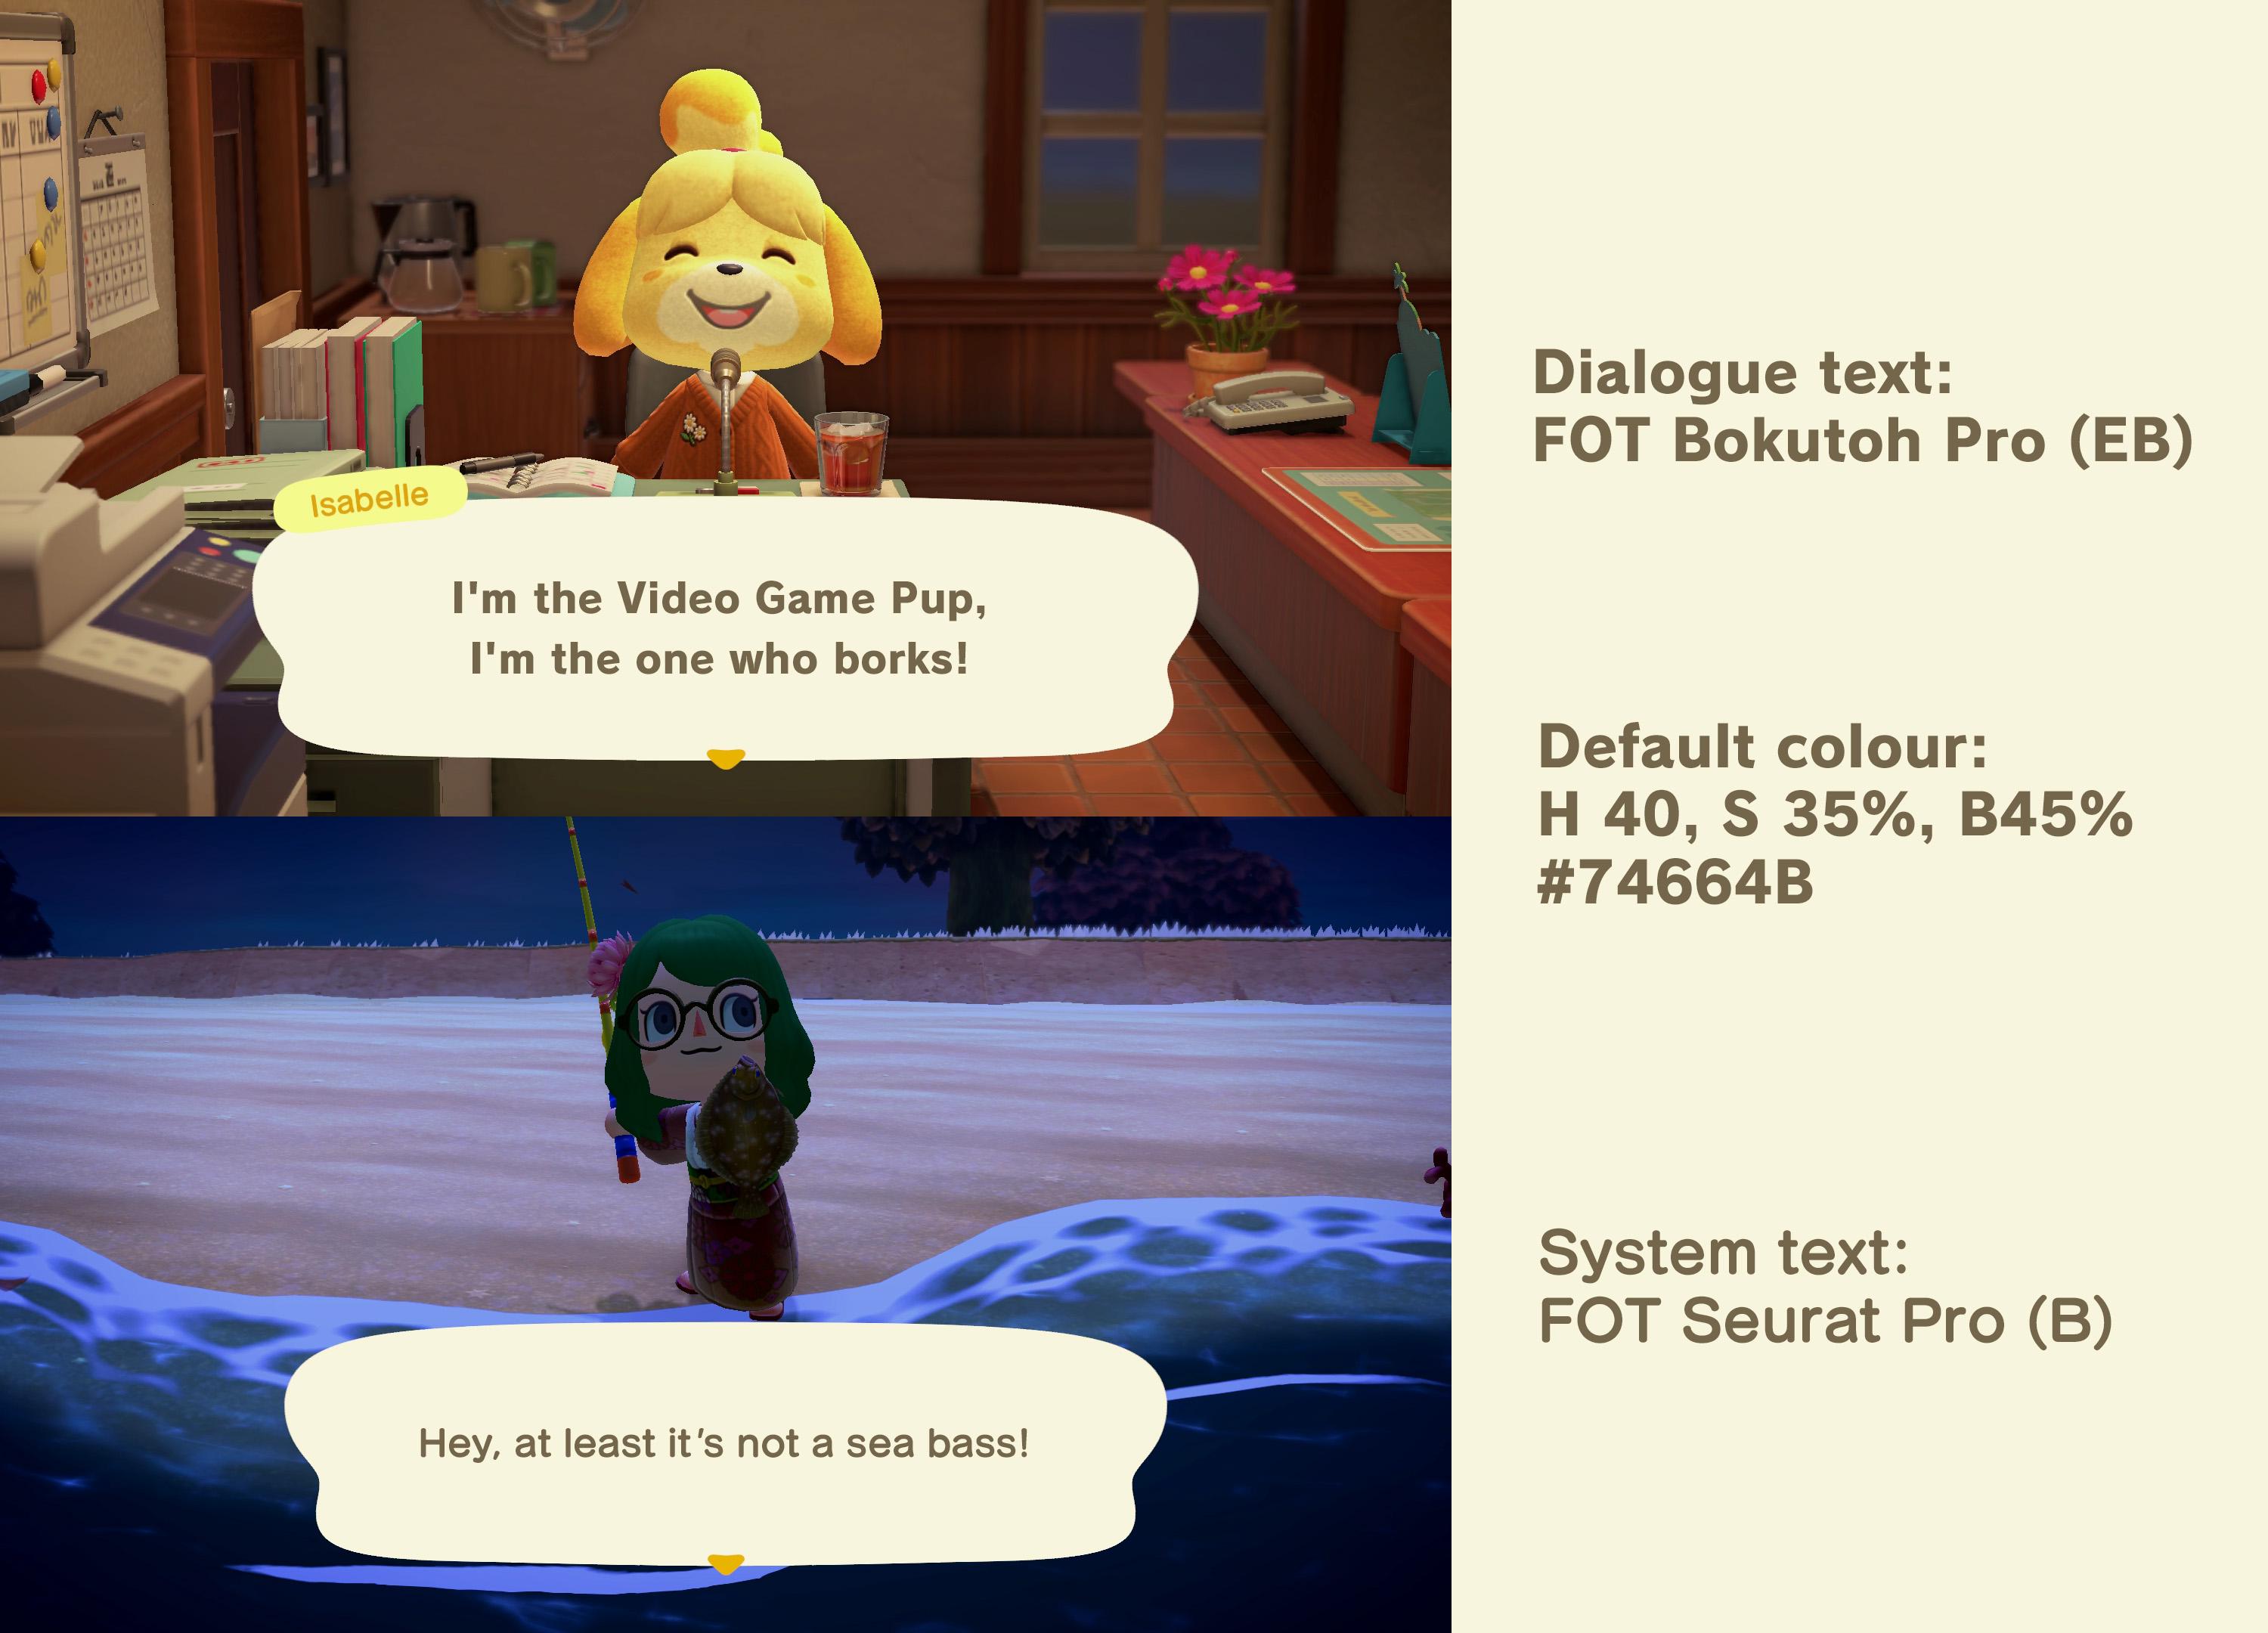 Isabelle
I'm the Video Game Pup,
I'm the one who borks!
Hey, at least it's not a sea bass!
Dialogue text:
FOT Bokutoh Pro (EB)
Default colour:
H 40, S 35%, B45%
#74664B
System text:
FOT Seurat Pro (B)